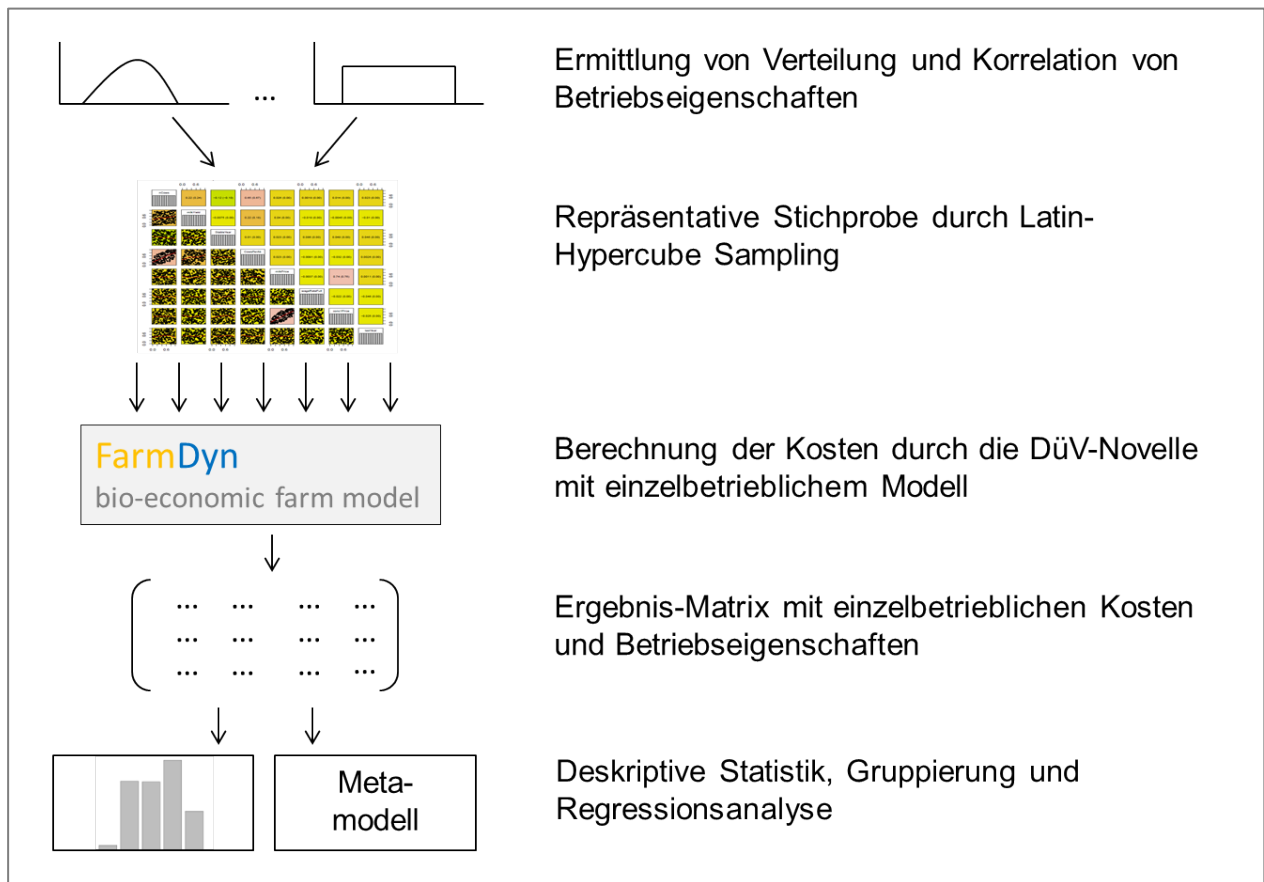 Ermittlung von Verteilung und Korrelation von
Betriebseigenschaften
...
Repräsentative Stichprobe durch Latin-
Hypercube Sampling
FarmDyn
bio-economic farm model
Berechnung der Kosten durch die DüV-Novelle
mit einzelbetrieblichem Modell
... ... ... ...
... ... ... ...
... ... ... ...
Ergebnis-Matrix mit einzelbetrieblichen Kosten
und Betriebseigenschaften
Meta-
modell
Deskriptive Statistik, Gruppierung und
Regressionsanalyse